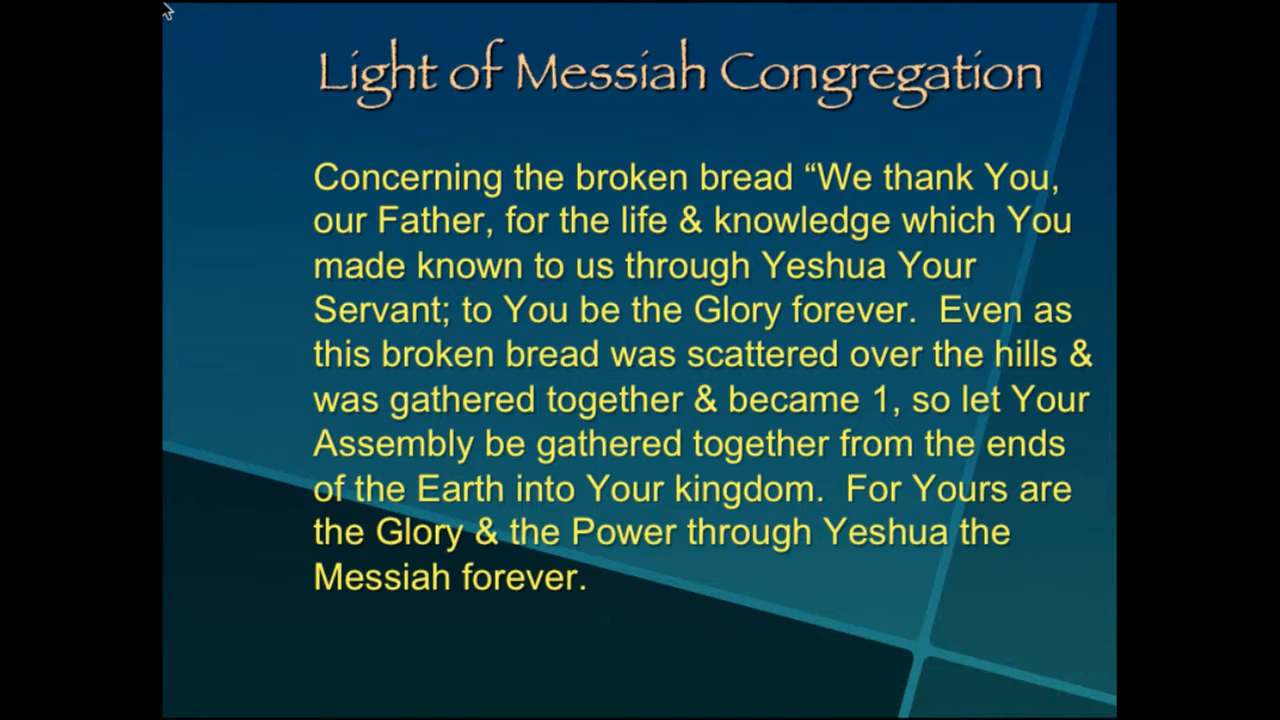 Light of Messiah Congregation
Concerning the broken bread “We thank You,
our Father, for the life & knowledge which You
made known to us through Yeshua Your
Servant; to You be the Glory forever.  Even as
this broken bread was scattered over the hills &
was gathered together & became 1, so let Your
Assembly be gathered together from the ends
of the Earth into Your kingdom.  For Yours are
the Glory & the Power through Yeshua the
Messiah forever.